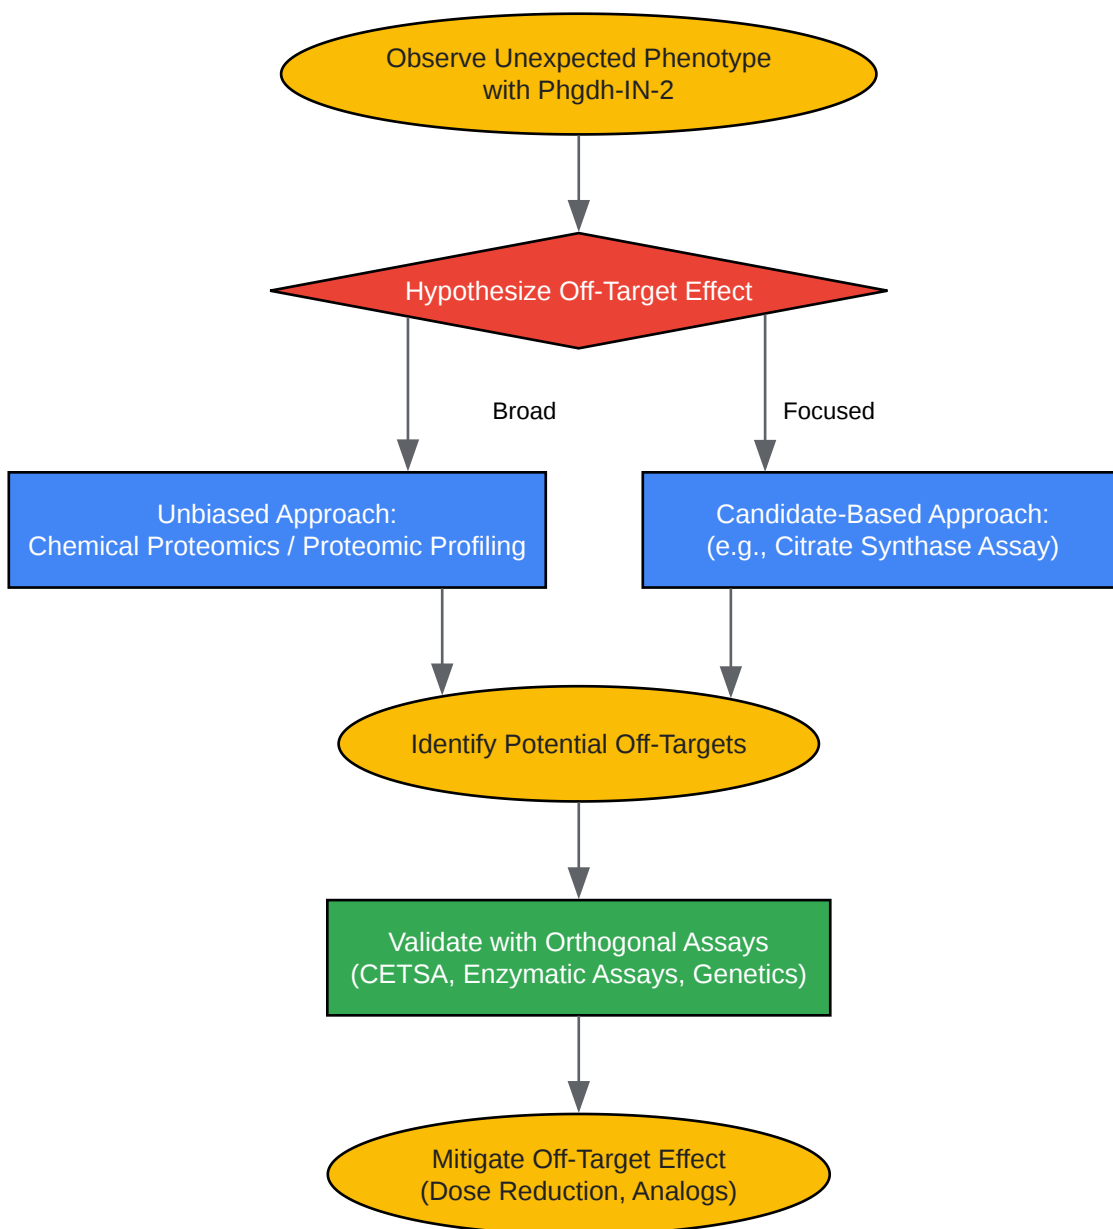 Observe Unexpected Phenotype
with Phgdh-IN-2
Hypothesize Off-Target Effect
Broad
Focused
Unbiased Approach:
Chemical Proteomics / Proteomic Profiling
Candidate-Based Approach:
(e.g., Citrate Synthase Assay)
Identify Potential Off-Targets
Validate with Orthogonal Assays
(CETSA, Enzymatic Assays, Genetics)
Mitigate Off-Target Effect
(Dose Reduction, Analogs)